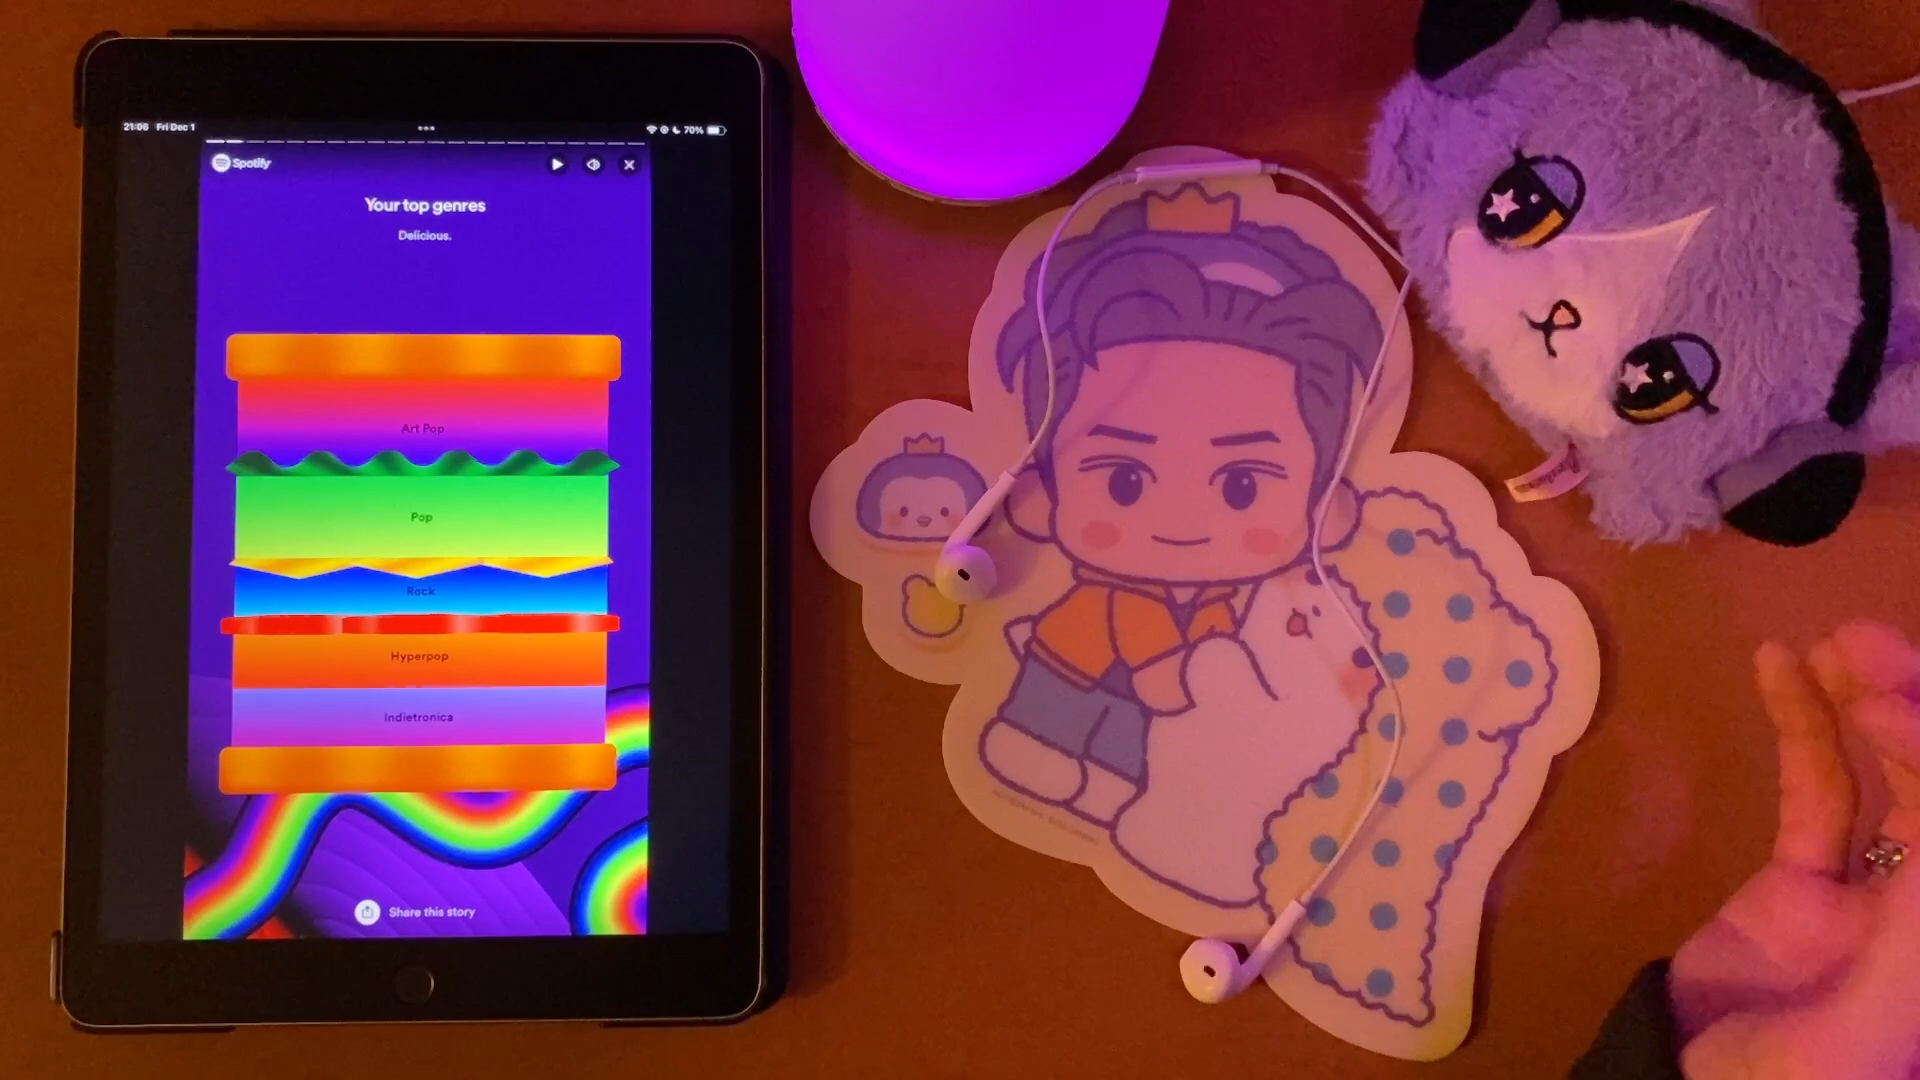 21:06 Fri Dec 1
70%
Spotify
Your top genres
Delicious.
Art Pop
Pop
Rock
Hyperpop
Indietronica
Share this story